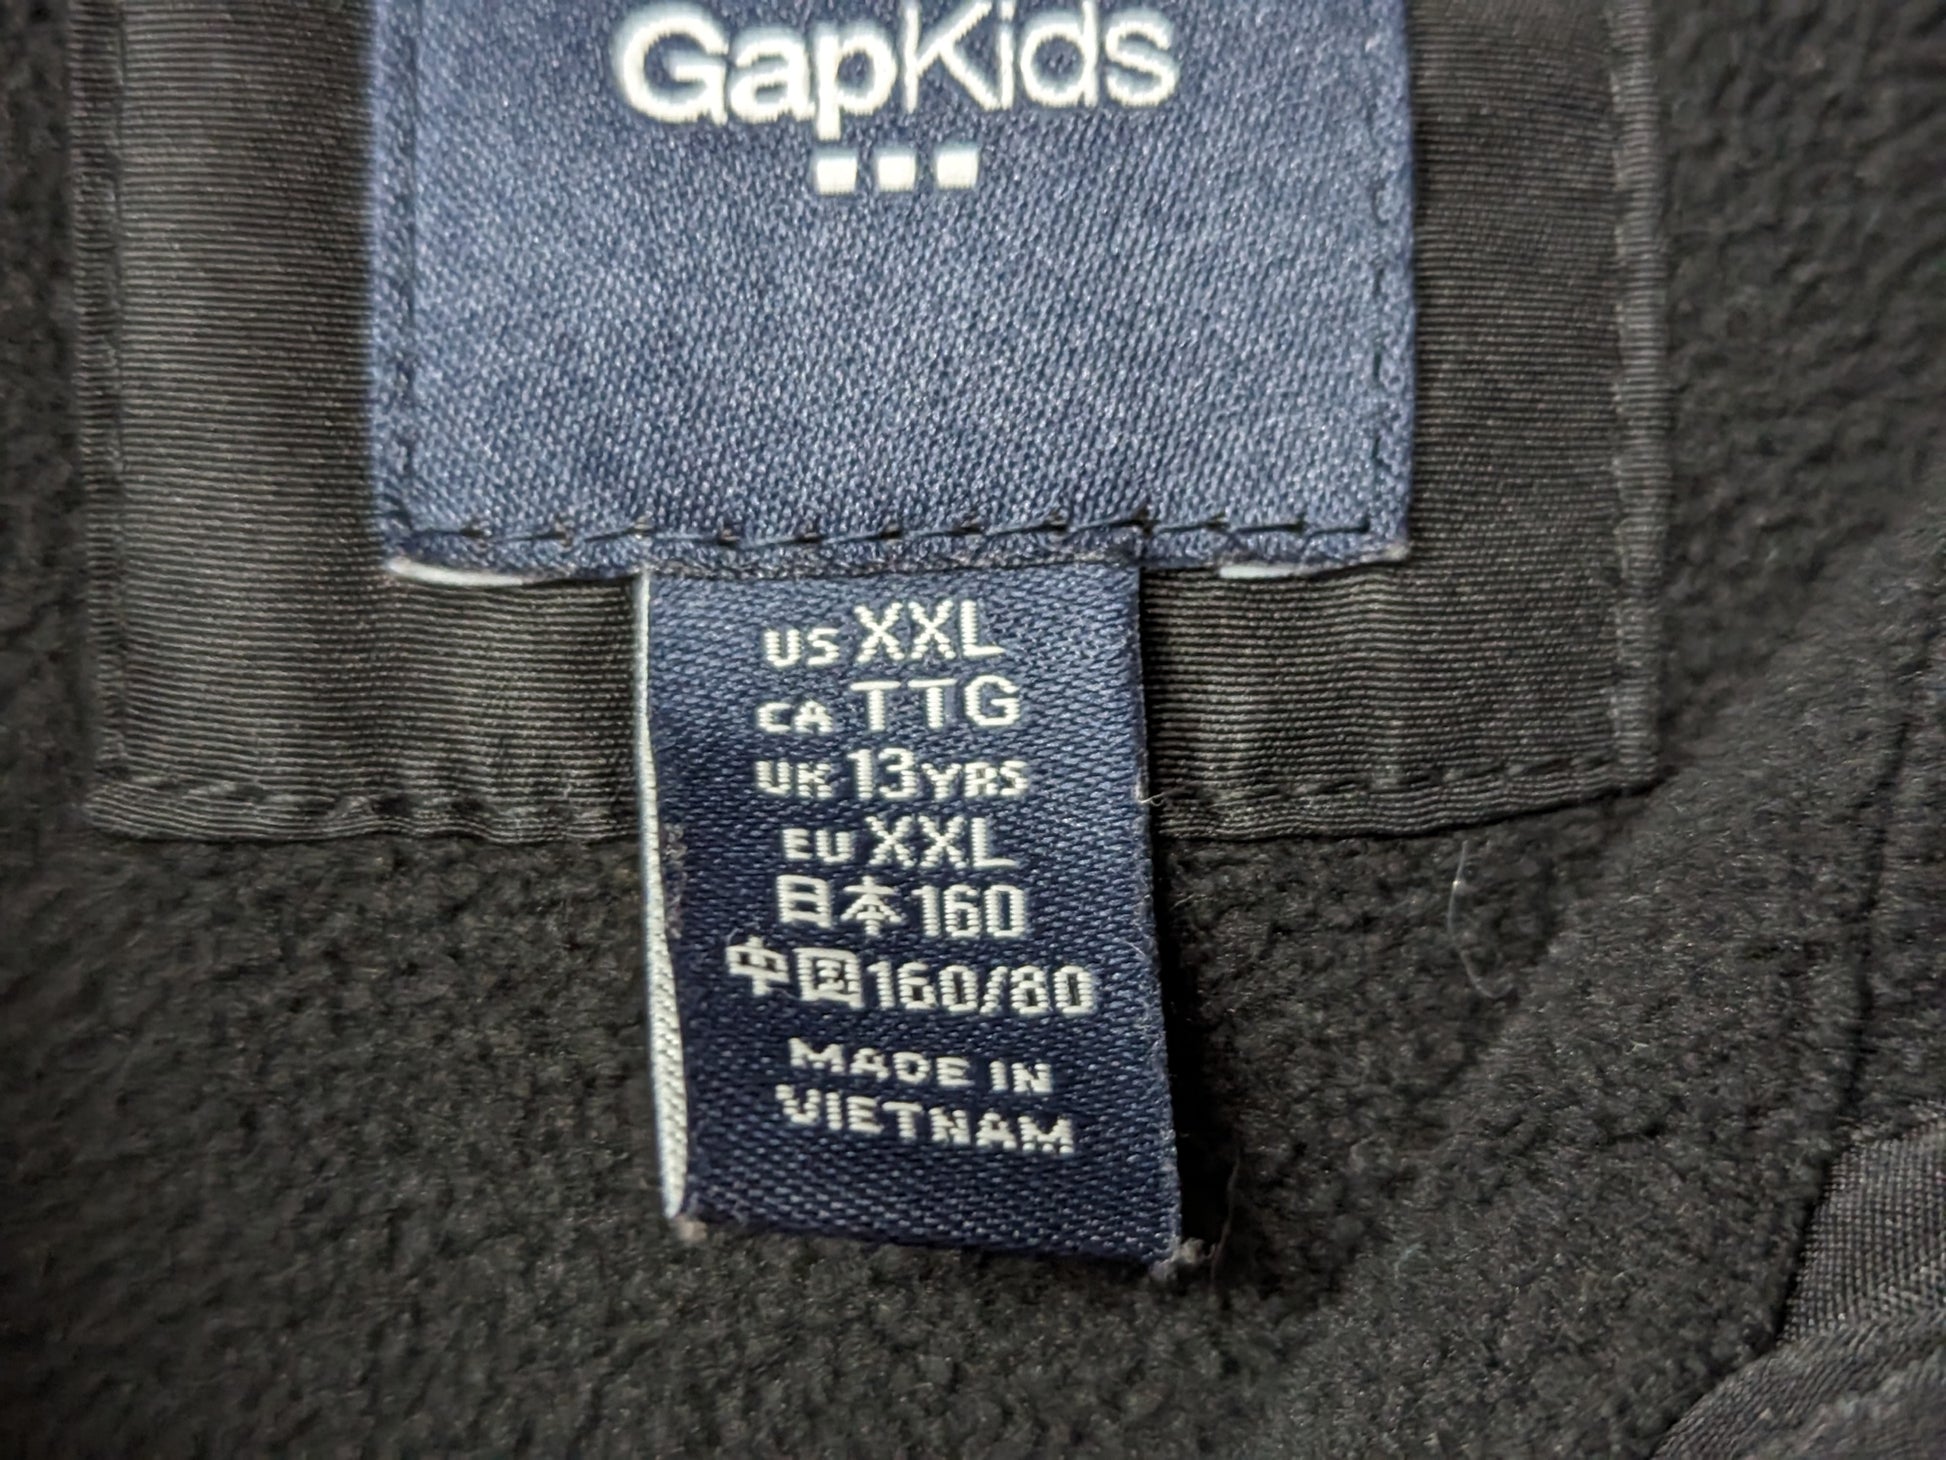 GapKids
US XXL
CA TTG
UK 13YRS
EU XXL
日本160
中国160/80
MADE IN
VIETNAM